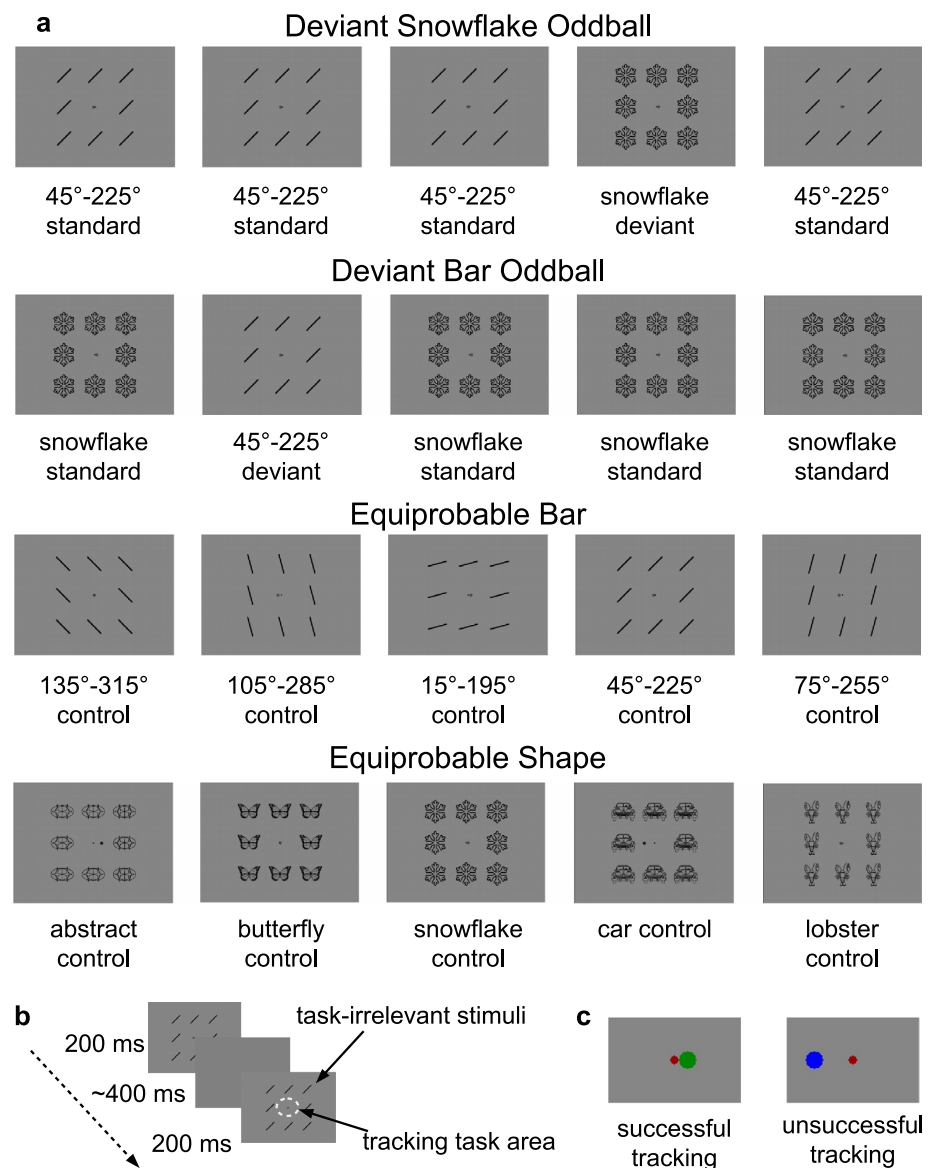 a
Deviant Snowflake Oddball
45°-225° 45°-225° 45°-225° snowflake 45°-225°
standard standard standard deviant standard
Deviant Bar Oddball
snowflake 45°-225° snowflake snowflake snowflake
standard deviant standard standard standard
Equiprobable Bar
135°-315° 105°-285° 15°-195° 45°-225° 75°-255°
control control control control control
Equiprobable Shape
abstract butterfly snowflake car control lobster
control control control control
b
task-irrelevant stimuli
200 ms
~400 ms
200 ms
tracking task area
c
successful unsuccessful
tracking tracking